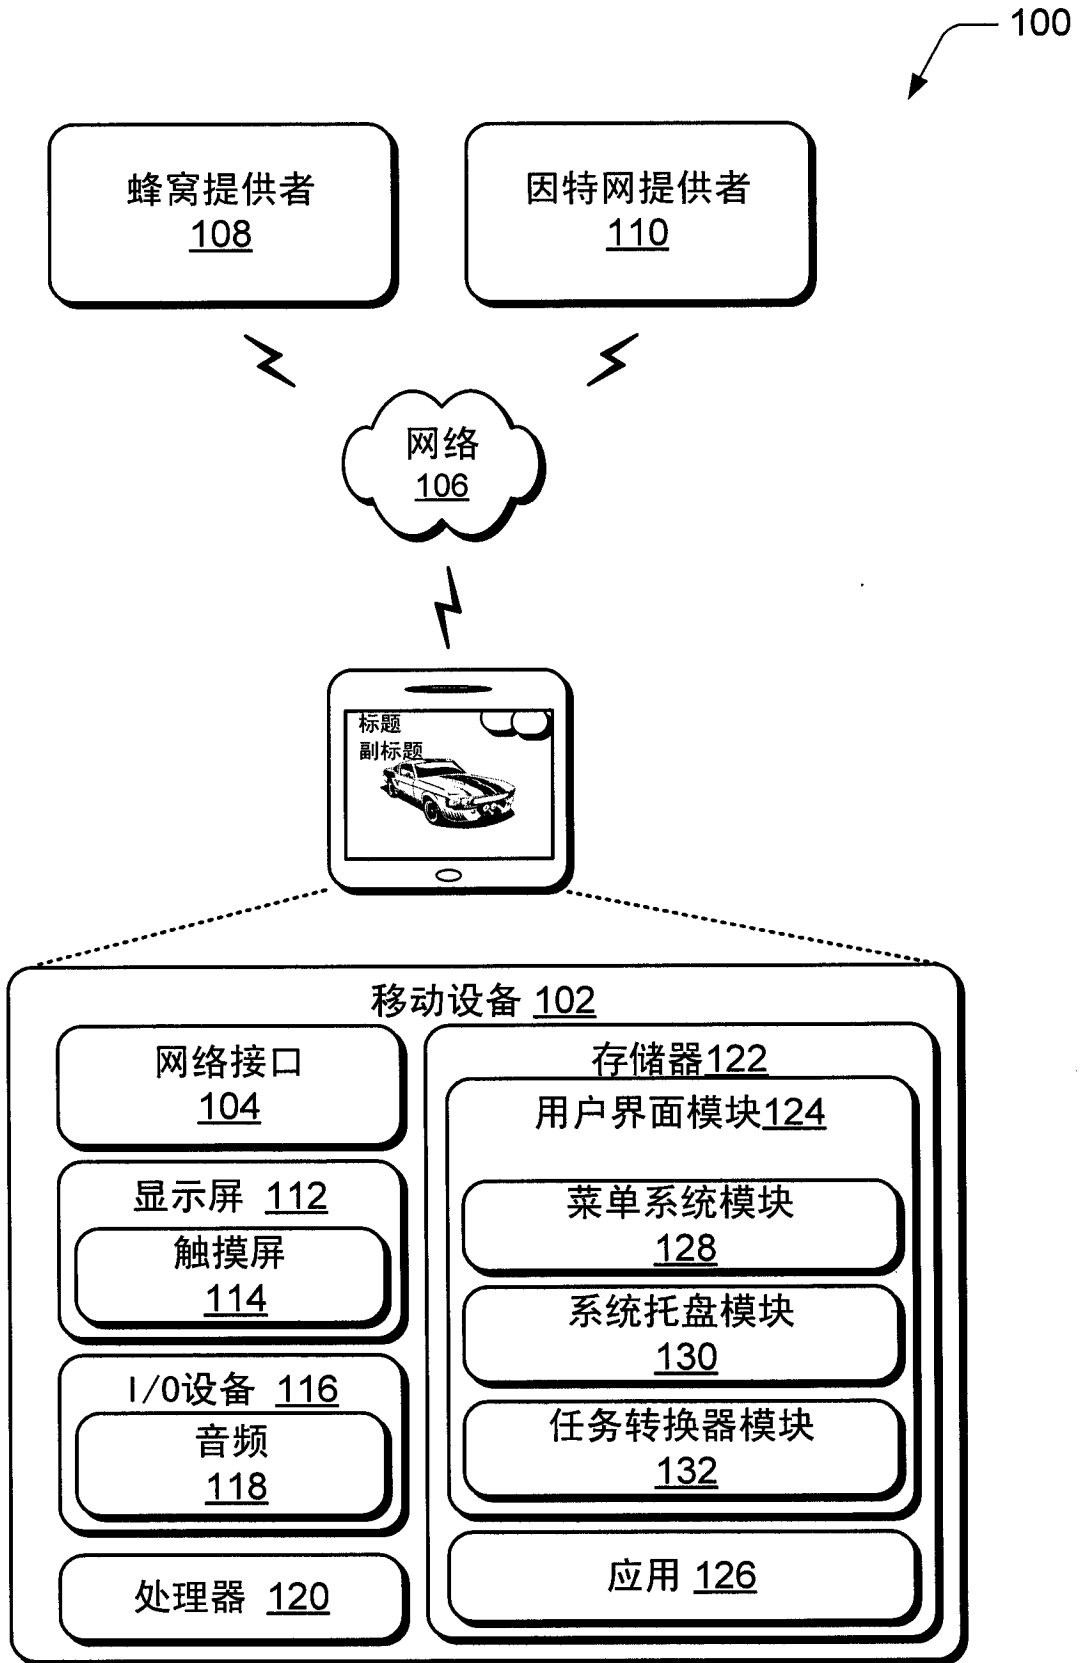 100
蜂窝提供者
108
因特网提供者
110
网络
106
标题
副标题
移动设备 102
网络接口
104
显示屏 112
触摸屏
114
I/O设备 116
音频
118
处理器 120
存储器122
用户界面模块124
菜单系统模块
128
系统托盘模块
130
任务转换器模块
132
应用 126